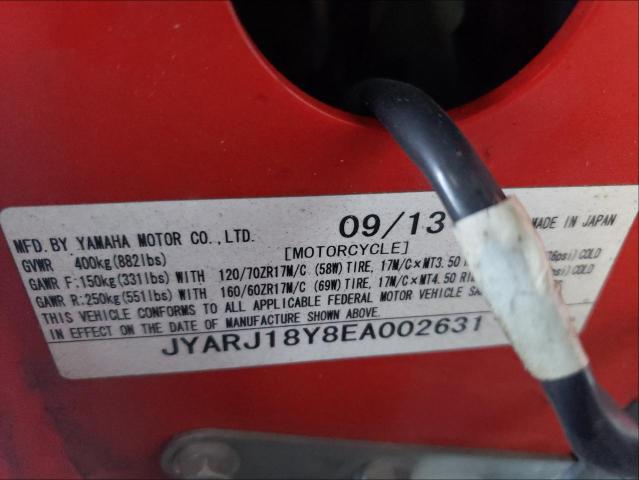 MFD.BY YAMAHA MOTOR CO.,LTD. 09/13 MADE IN JAPAN
GVWR 400kg(882lbs) [MOTORCYCLE]
GAWR F:150kg(331lbs)WITH 120/70ZR17M/C (58W)TIRE, 17M/C×MT3.50 COLD
GAWR R:250kg(551lbs)WITH 160/60ZR17M/C (69W)TIRE, 17M/C×MT4.50
THIS VEHICLE CONFORMS TO ALL APPLICABLE FEDERAL MOTOR VEHICLE
IN EFFECT ON THE DATE OF MANUFACTURE SHOWN ABOVE.
JYARJ18Y8EA002631